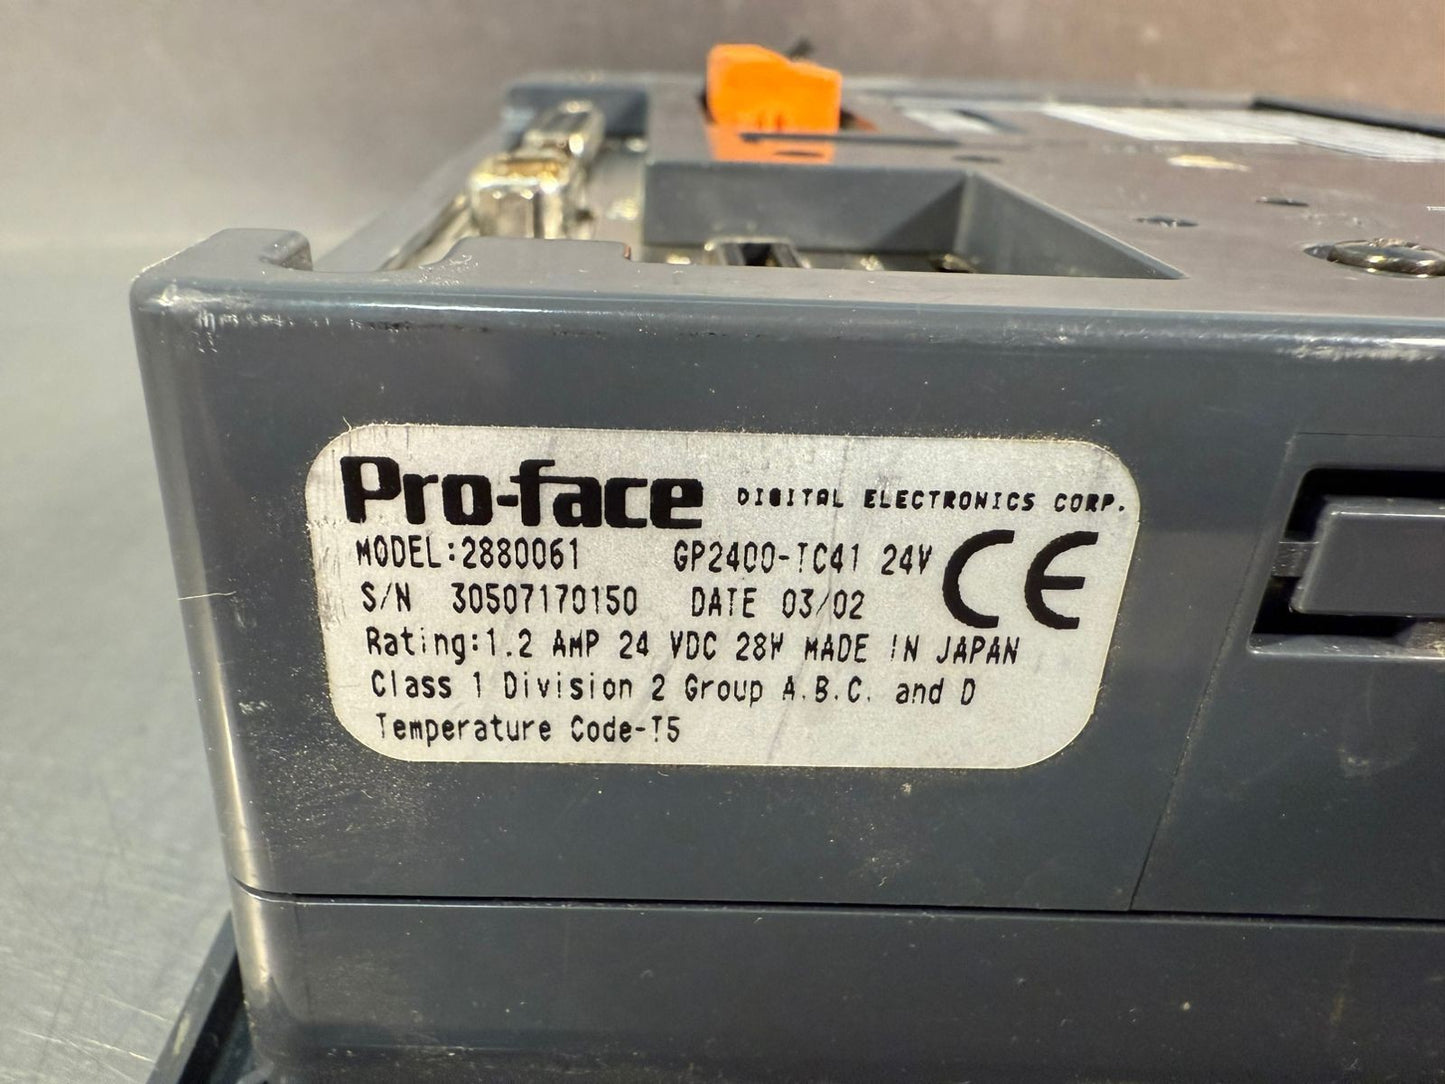 Pro-face DIGITAL ELECTRONICS CORP.
MODEL:2880061 GP2400-TC41 24V CE
S/N 30507170150 DATE 03/02
Rating:1.2 AMP 24 VDC 28W MADE IN JAPAN
Class 1 Division 2 Group A.B.C. and D
Temperature Code-T5